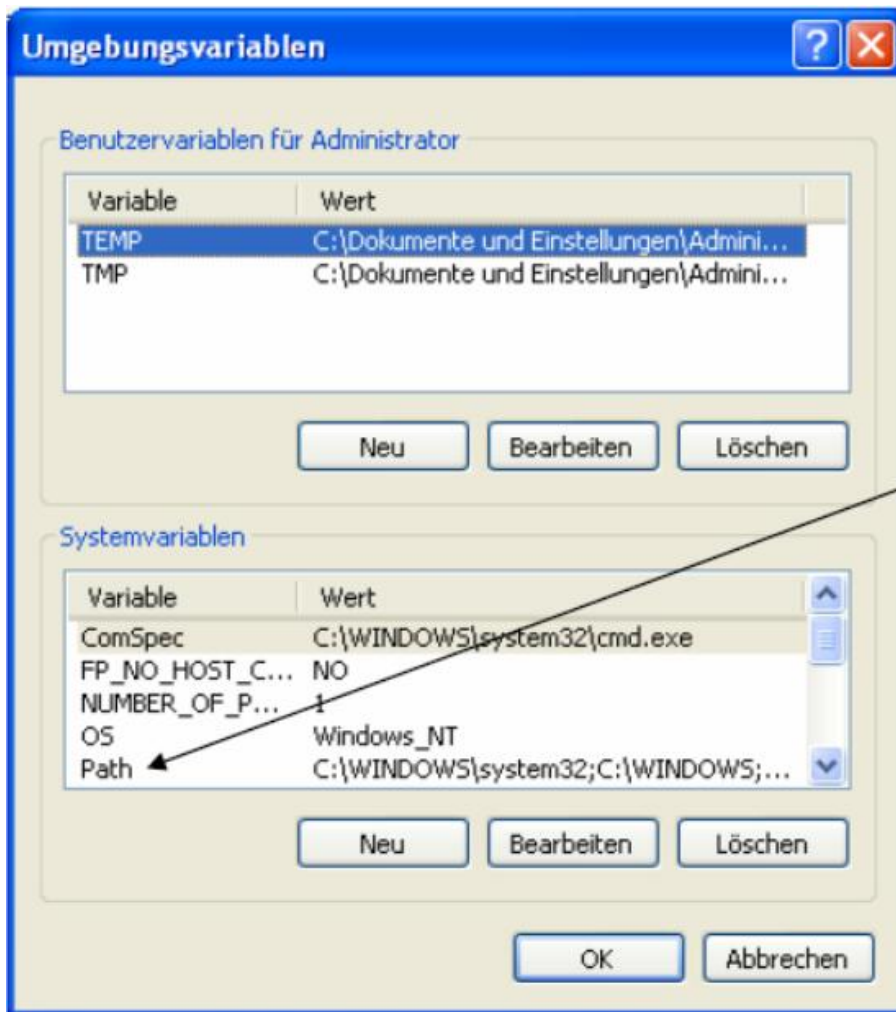 Umgebungsvariablen
Benutzervariablen für Administrator
Variable Wert
TEMP C:\Dokumente und Einstellungen\Admini...
TMP C:\Dokumente und Einstellungen\Admini...
Neu Bearbeiten Löschen
Systemvariablen
Variable Wert
ComSpec C:\WINDOWS\system32\cmd.exe
FP_NO_HOST_C... NO
NUMBER_OF_P... 1
OS Windows_NT
Path C:\WINDOWS\system32;C:\WINDOWS;...
Neu Bearbeiten Löschen
OK Abbrechen